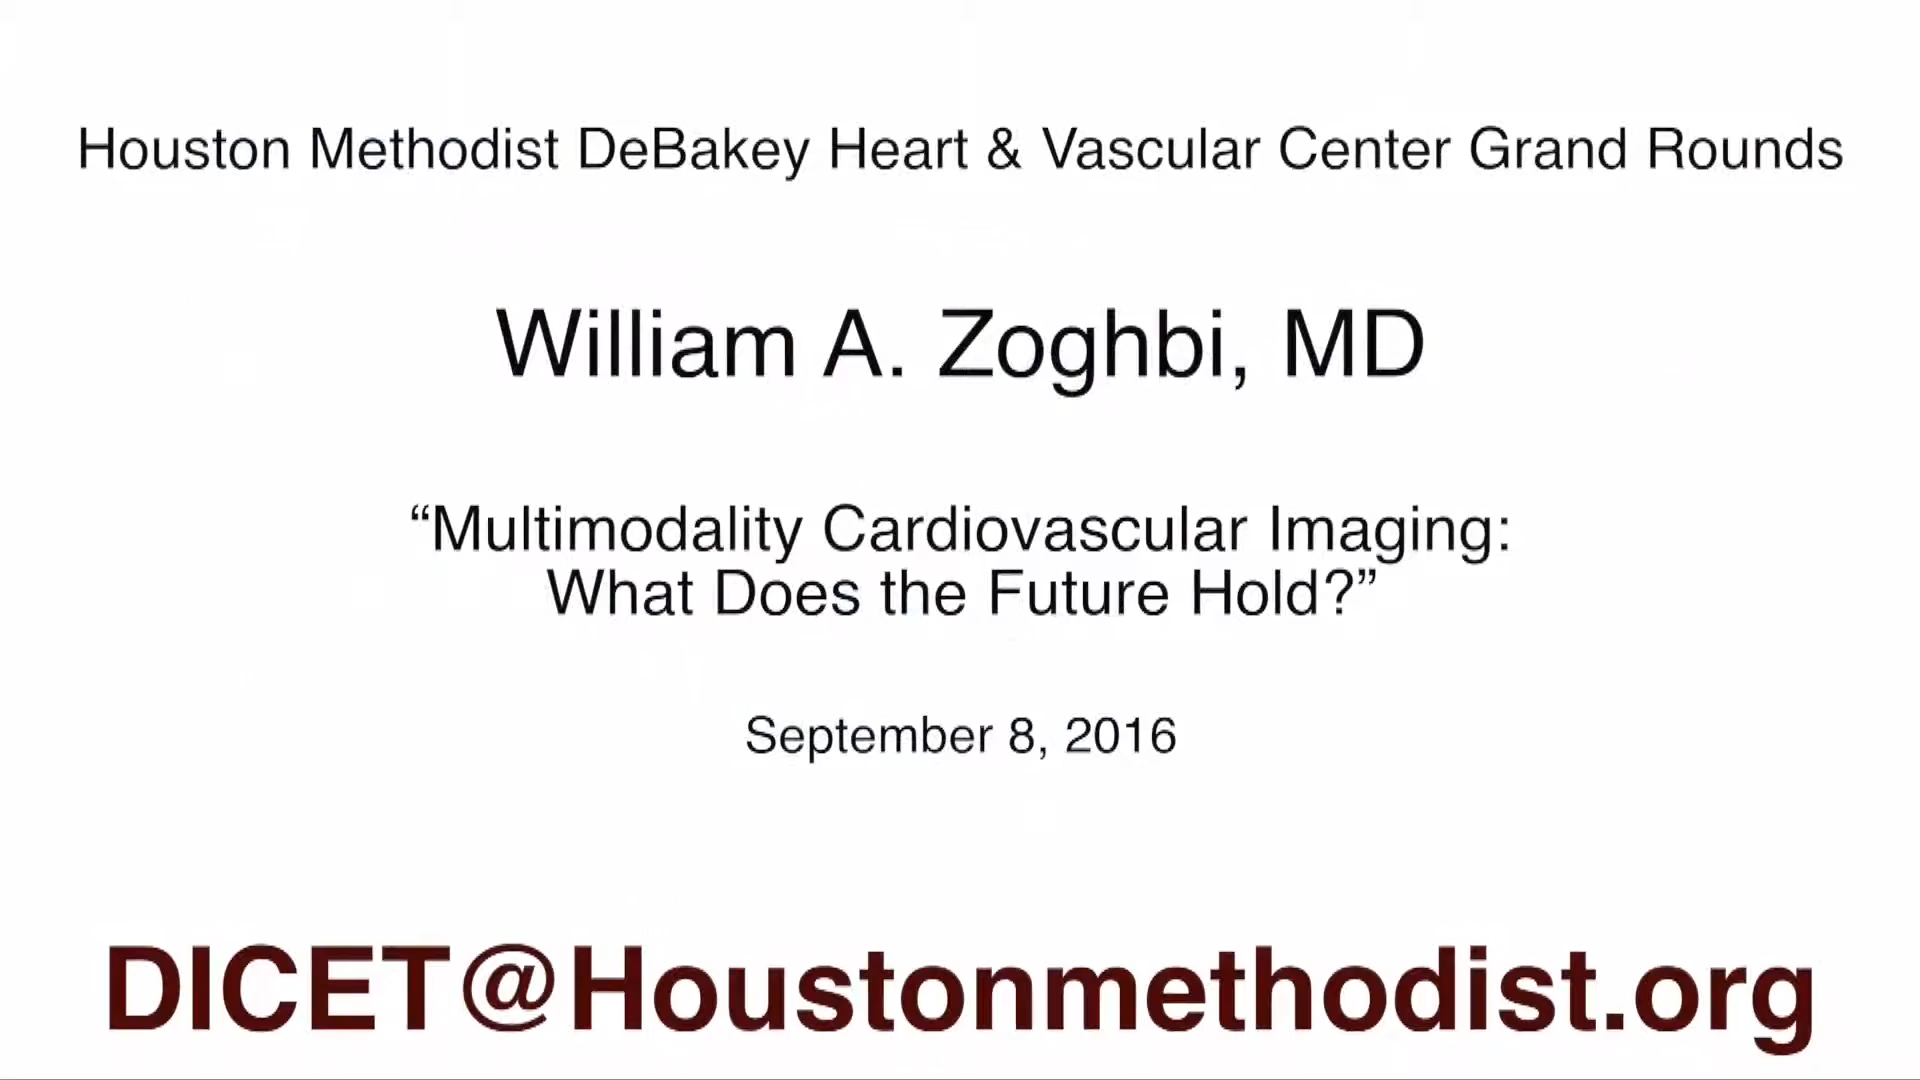 Houston Methodist DeBakey Heart & Vascular Center Grand Rounds
William A. Zoghbi, MD
“Multimodality Cardiovascular Imaging:
What Does the Future Hold?”
September 8, 2016
DICET@Houstonmethodist.org